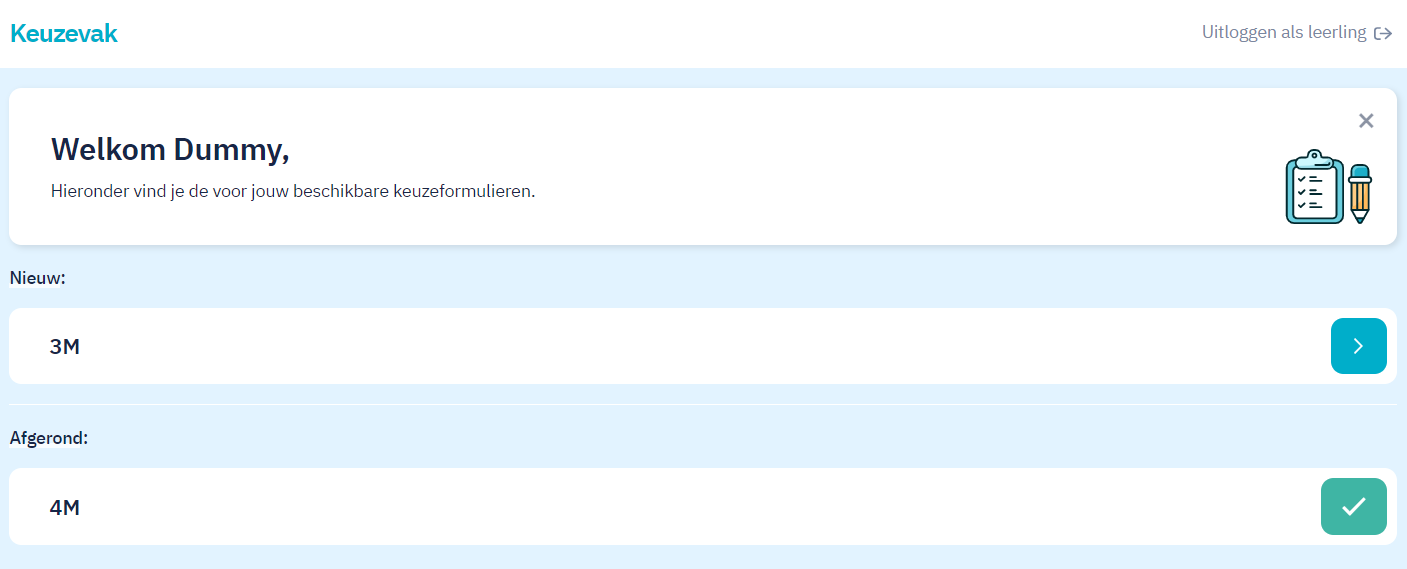 Keuzevak
Uitloggen als leerling
Welkom Dummy,
Hieronder vind je de voor jouw beschikbare keuzeformulieren.
Nieuw:
3M
Afgerond:
4M